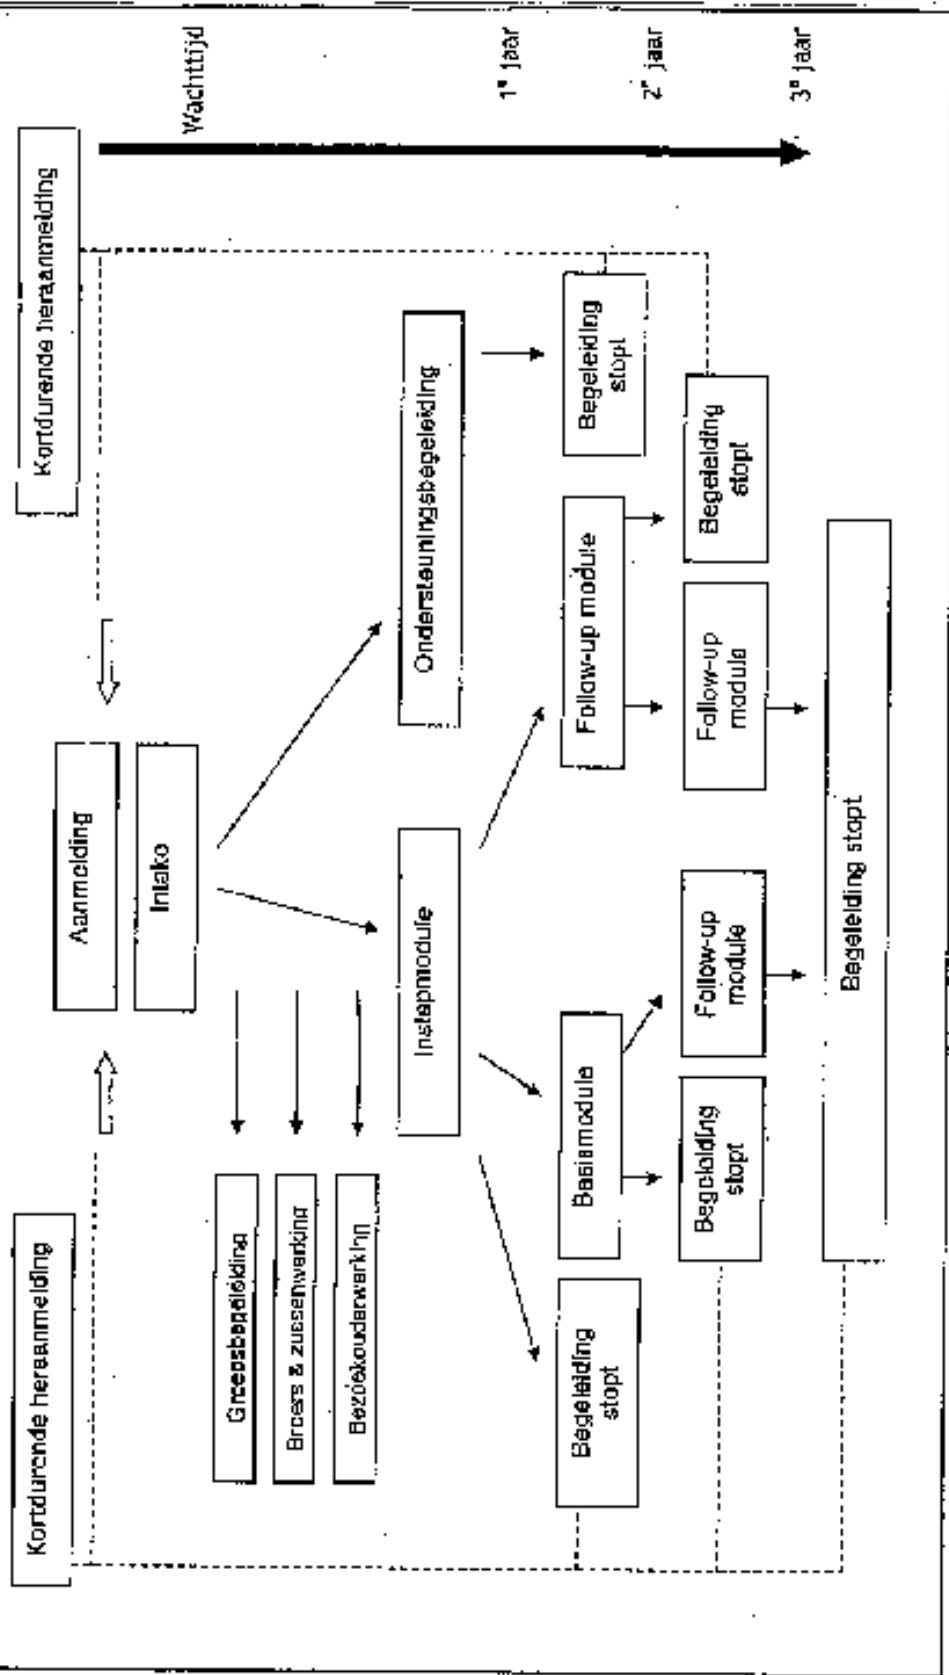 Kortdurende heraanmelding
Kortdurende heraanmelding
Aanmelding
Intake
Wachttijd
Groepsbegeleiding
Broers & zussenwerking
Bezoekouderwerking
Instapmodule
Ondersteuningsbegeleiding
1° jaar
Begeleiding
stopt
Basismodule
Follow-up module
Begeleiding
stopt
2° jaar
Begeleiding
stopt
Follow-up
module
Follow-up
module
Begeleiding
stopt
3° jaar
Begeleiding stopt